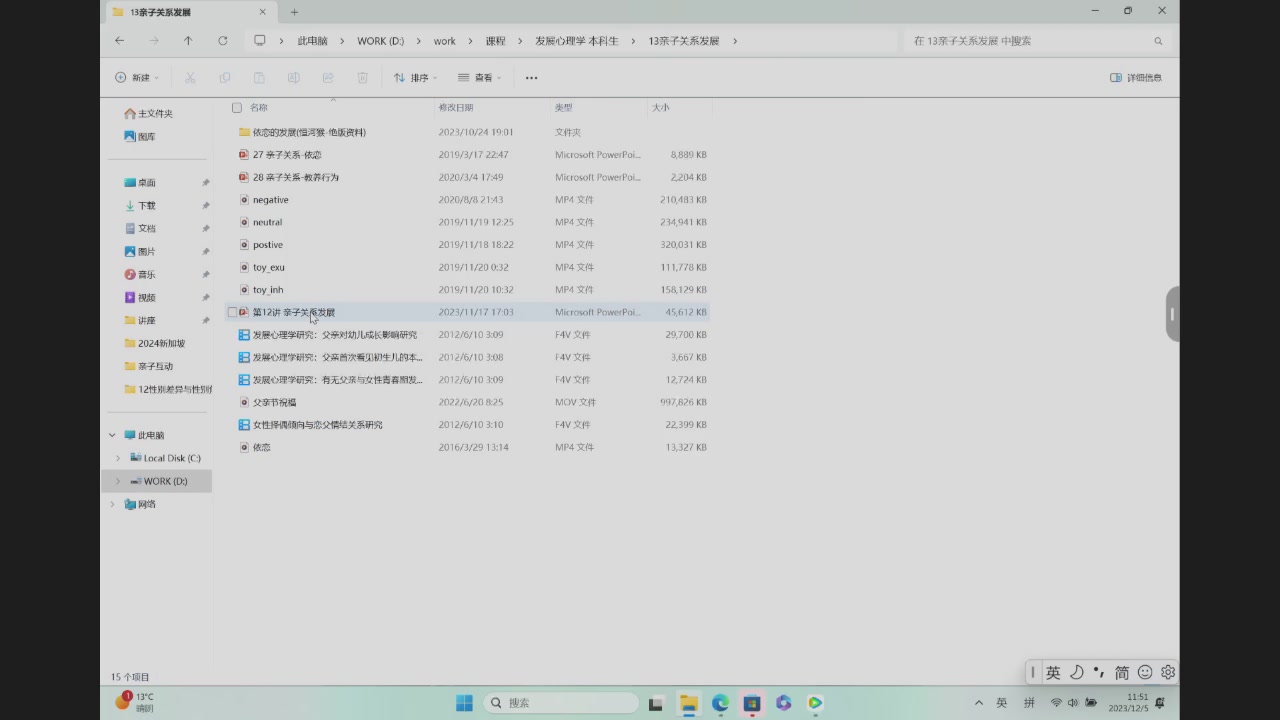 13亲子关系发展
此电脑 > WORK (D:) > work > 课程 > 发展心理学 本科生 > 13亲子关系发展 >
在 13亲子关系发展 中搜索
新建
排序
查看
详细信息
名称 修改日期 类型 大小
主文件夹
图库
桌面
下载
文档
图片
音乐
视频
讲座
2024新加坡
亲子互动
12性别差异与性别
此电脑
Local Disk (C:)
WORK (D:)
网络
依恋的发展(恒河猴-绝版资料) 2023/10/24 19:01 文件夹
27 亲子关系-依恋 2019/3/17 22:47 Microsoft PowerPoi... 8,889 KB
28 亲子关系-教养行为 2020/3/4 17:49 Microsoft PowerPoi... 2,204 KB
negative 2020/8/8 21:43 MP4 文件 210,483 KB
neutral 2019/11/19 12:25 MP4 文件 234,941 KB
postive 2019/11/18 18:22 MP4 文件 320,031 KB
toy_exu 2019/11/20 0:32 MP4 文件 111,778 KB
toy_inh 2019/11/20 10:32 MP4 文件 158,129 KB
第12讲 亲子关系发展 2023/11/17 17:03 Microsoft PowerPoi... 45,612 KB
发展心理学研究：父亲对幼儿成长影响研究 2012/6/10 3:09 F4V 文件 29,700 KB
发展心理学研究：父亲首次看见初生儿的本... 2012/6/10 3:08 F4V 文件 3,667 KB
发展心理学研究：有无父亲与女性青春期发... 2012/6/10 3:09 F4V 文件 12,724 KB
父亲节祝福 2022/6/20 8:25 MOV 文件 997,826 KB
女性择偶倾向与恋父情结关系研究 2012/6/10 3:10 F4V 文件 22,399 KB
依恋 2016/3/29 13:14 MP4 文件 13,327 KB
15 个项目
英 简
1
13°C
晴朗
搜索
英 拼
11:51
2023/12/5